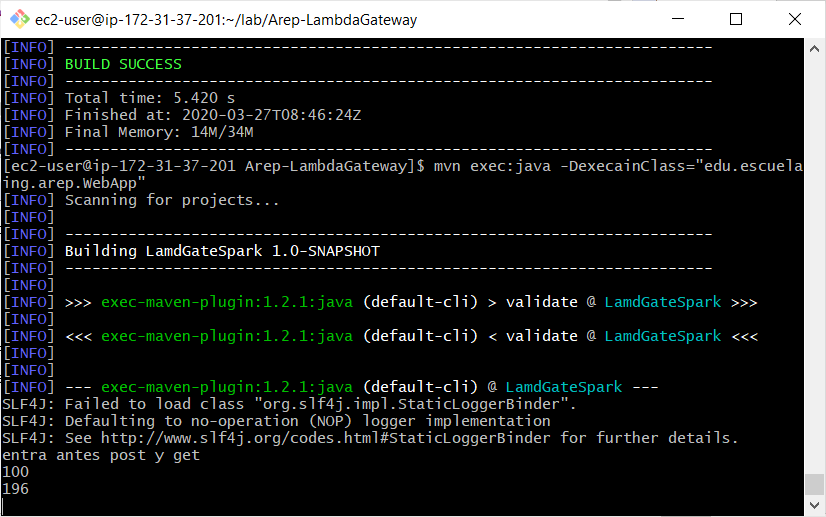 ec2-user@ip-172-31-37-201:~/lab/Arep-LambdaGateway
[INFO] ------------------------------------------------------------------------
[INFO] BUILD SUCCESS
[INFO] ------------------------------------------------------------------------
[INFO] Total time: 5.420 s
[INFO] Finished at: 2020-03-27T08:46:24Z
[INFO] Final Memory: 14M/34M
[INFO] ------------------------------------------------------------------------
[ec2-user@ip-172-31-37-201 Arep-LambdaGateway]$ mvn exec:java -DexecainClass="edu.escuela
ing.arep.WebApp"
[INFO] Scanning for projects...
[INFO]
[INFO] ------------------------------------------------------------------------
[INFO] Building LamdGateSpark 1.0-SNAPSHOT
[INFO] ------------------------------------------------------------------------
[INFO]
[INFO] >>> exec-maven-plugin:1.2.1:java (default-cli) > validate @ LamdGateSpark >>>
[INFO]
[INFO] <<< exec-maven-plugin:1.2.1:java (default-cli) < validate @ LamdGateSpark <<<
[INFO]
[INFO]
[INFO] --- exec-maven-plugin:1.2.1:java (default-cli) @ LamdGateSpark ---
SLF4J: Failed to load class "org.slf4j.impl.StaticLoggerBinder".
SLF4J: Defaulting to no-operation (NOP) logger implementation
SLF4J: See http://www.slf4j.org/codes.html#StaticLoggerBinder for further details.
entra antes post y get
100
196